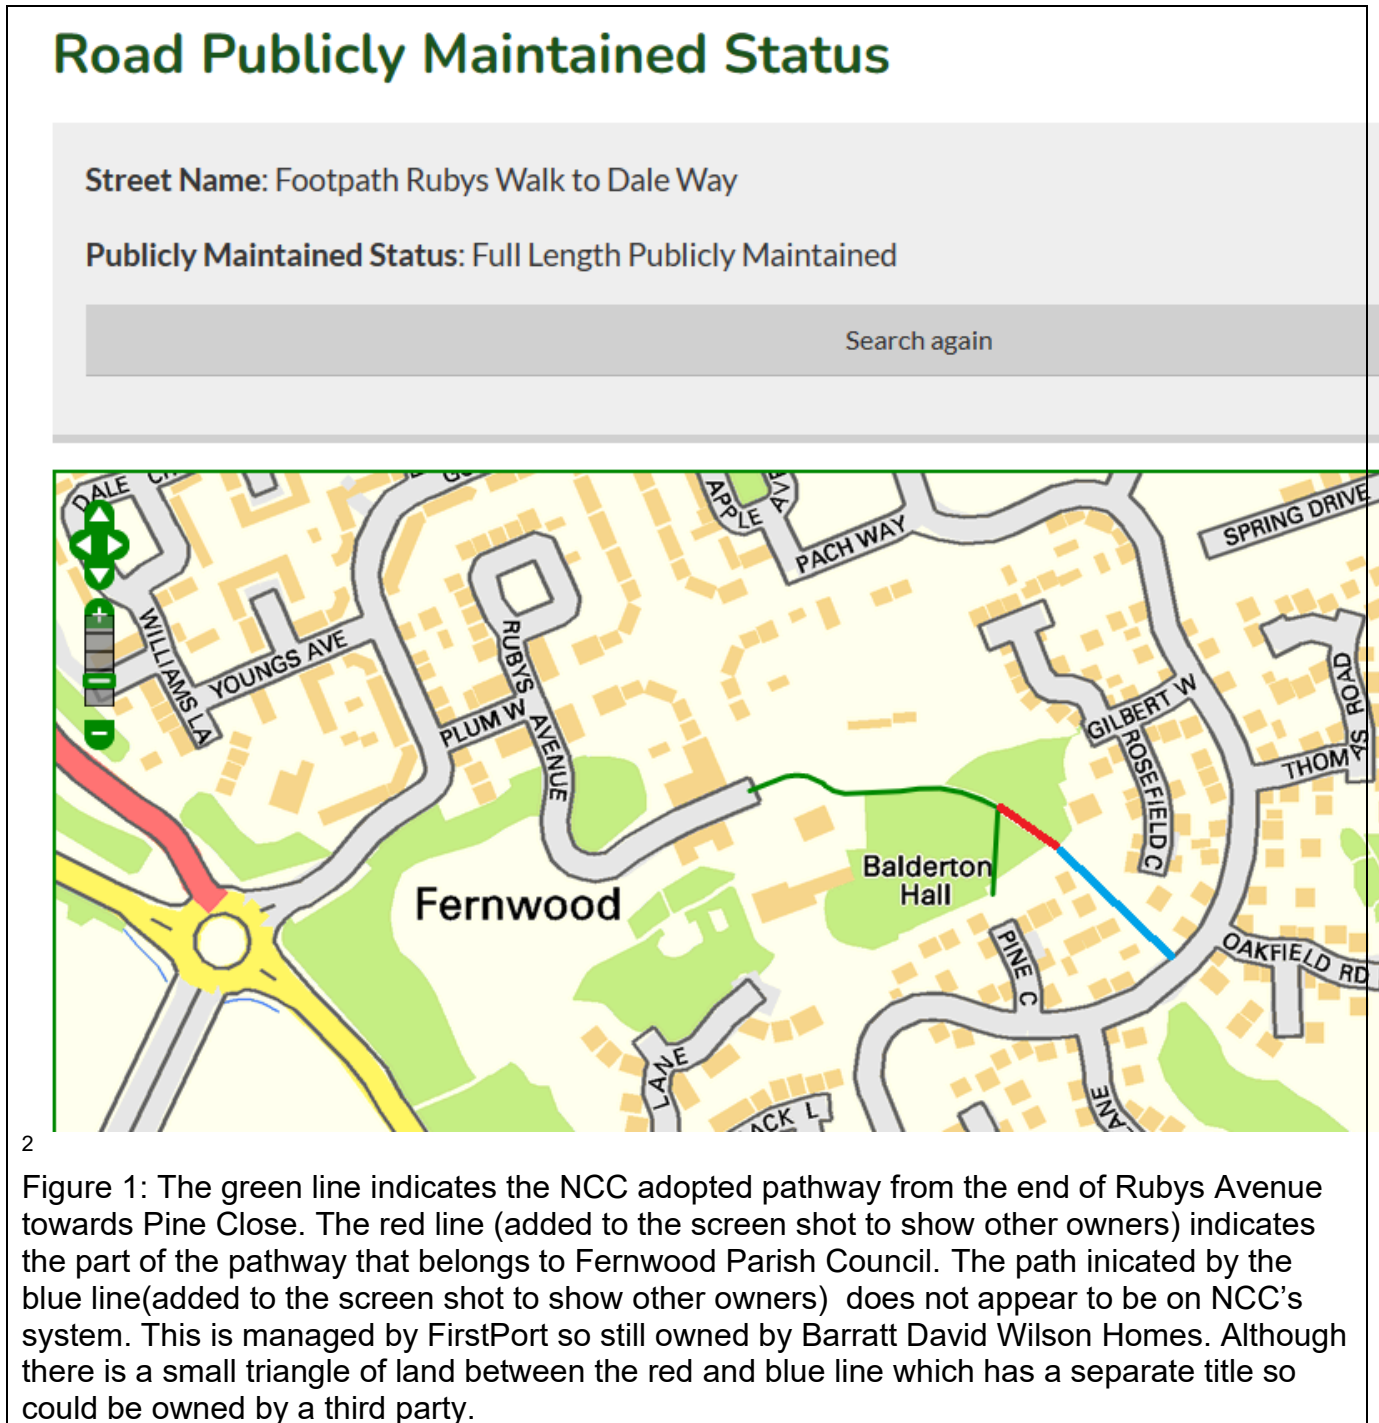 Road Publicly Maintained Status
Street Name: Footpath Rubys Walk to Dale Way
Publicly Maintained Status: Full Length Publicly Maintained
Search again
DALE
APPLE
AVE
PACH WAY
SPRING DRIVE
WILLIAMS LA
YOUNGS AVE
RUBYS AVENUE
PLUM W
GILBERT W
ROSEFIELD C
THOMAS ROAD
Balderton
Hall
Fernwood
PINE C
OAKFIELD RD
LANE
ACK L
LANE
2
Figure 1: The green line indicates the NCC adopted pathway from the end of Rubys Avenue
towards Pine Close. The red line (added to the screen shot to show other owners) indicates
the part of the pathway that belongs to Fernwood Parish Council. The path inicated by the
blue line(added to the screen shot to show other owners)  does not appear to be on NCC's
system. This is managed by FirstPort so still owned by Barratt David Wilson Homes. Although
there is a small triangle of land between the red and blue line which has a separate title so
could be owned by a third party.